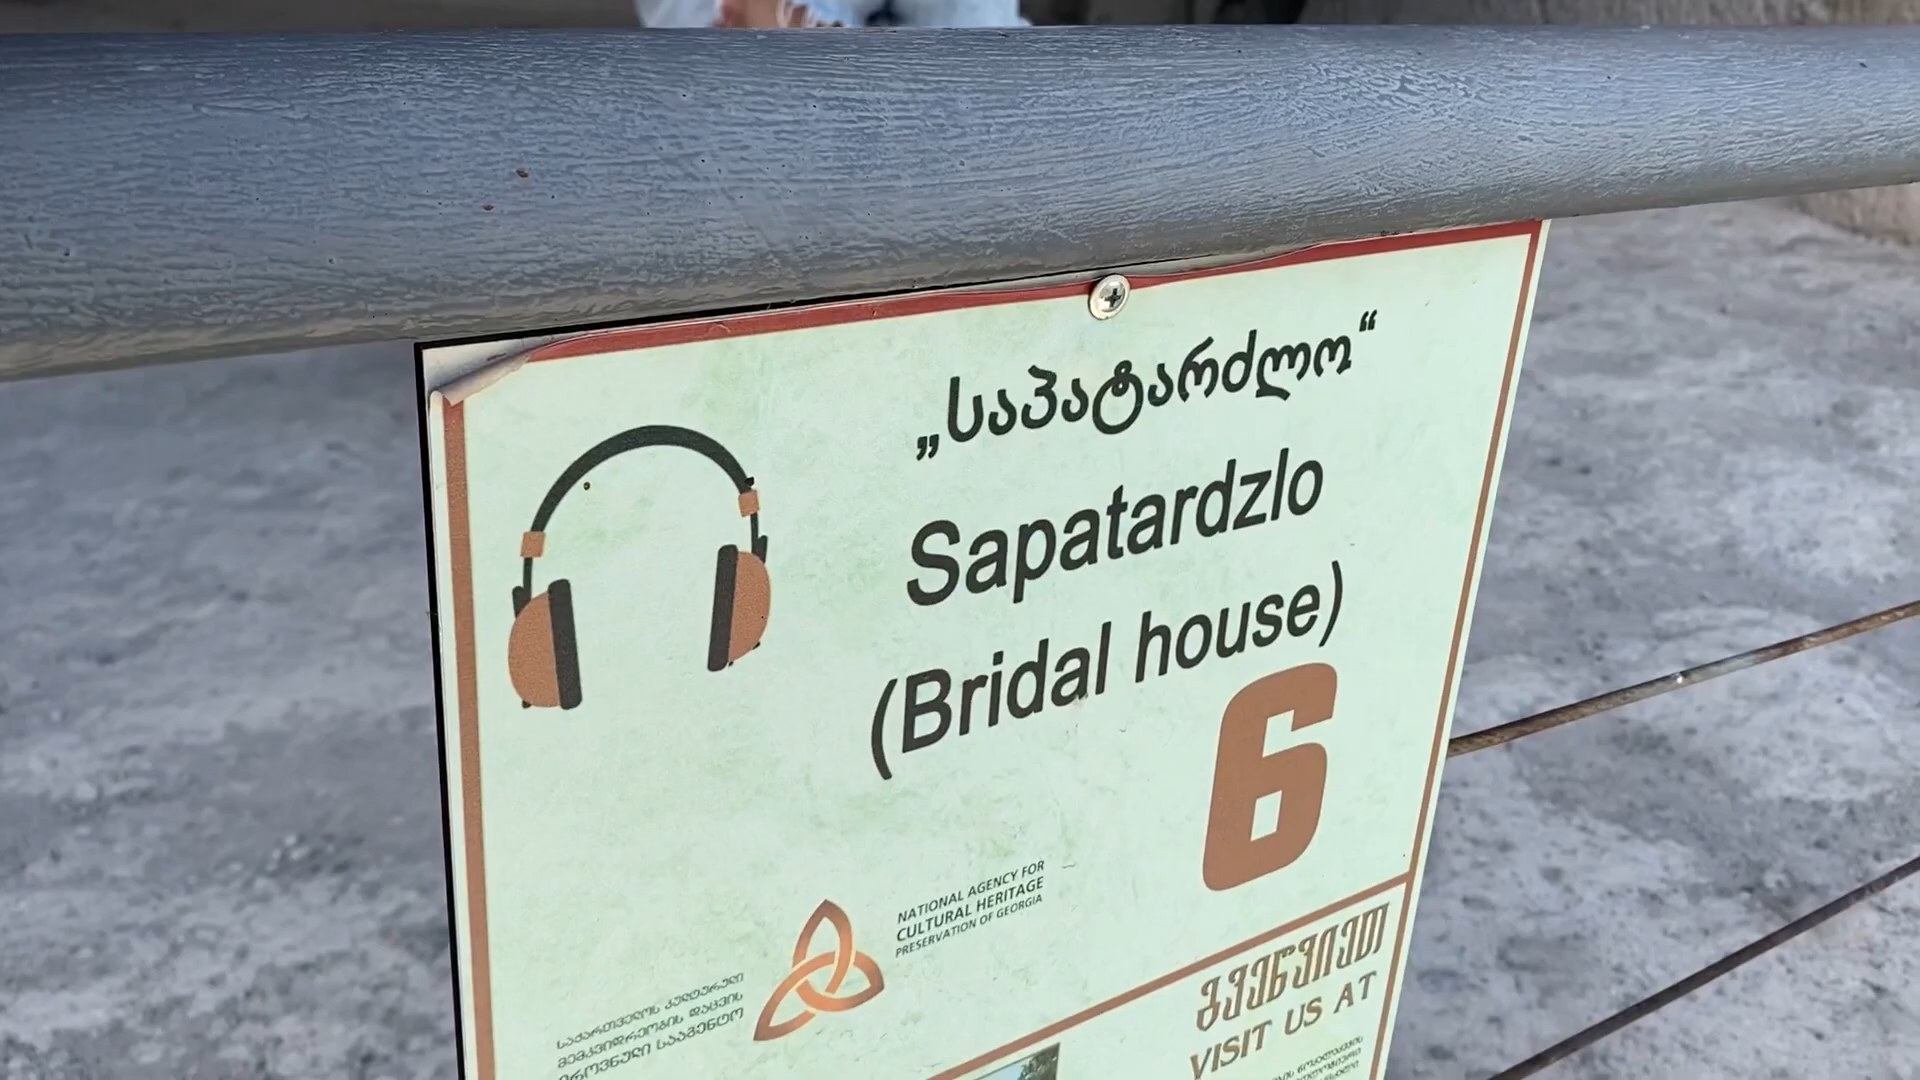 „საპატარძლო“
Sapatardzlo
(Bridal house)
6
NATIONAL AGENCY FOR
CULTURAL HERITAGE
PRESERVATION OF GEORGIA
საქართველოს კულტურული
მემკვიდრეობის დაცვის
ეროვნული სააგენტო
გვეწვიეთ
VISIT US AT